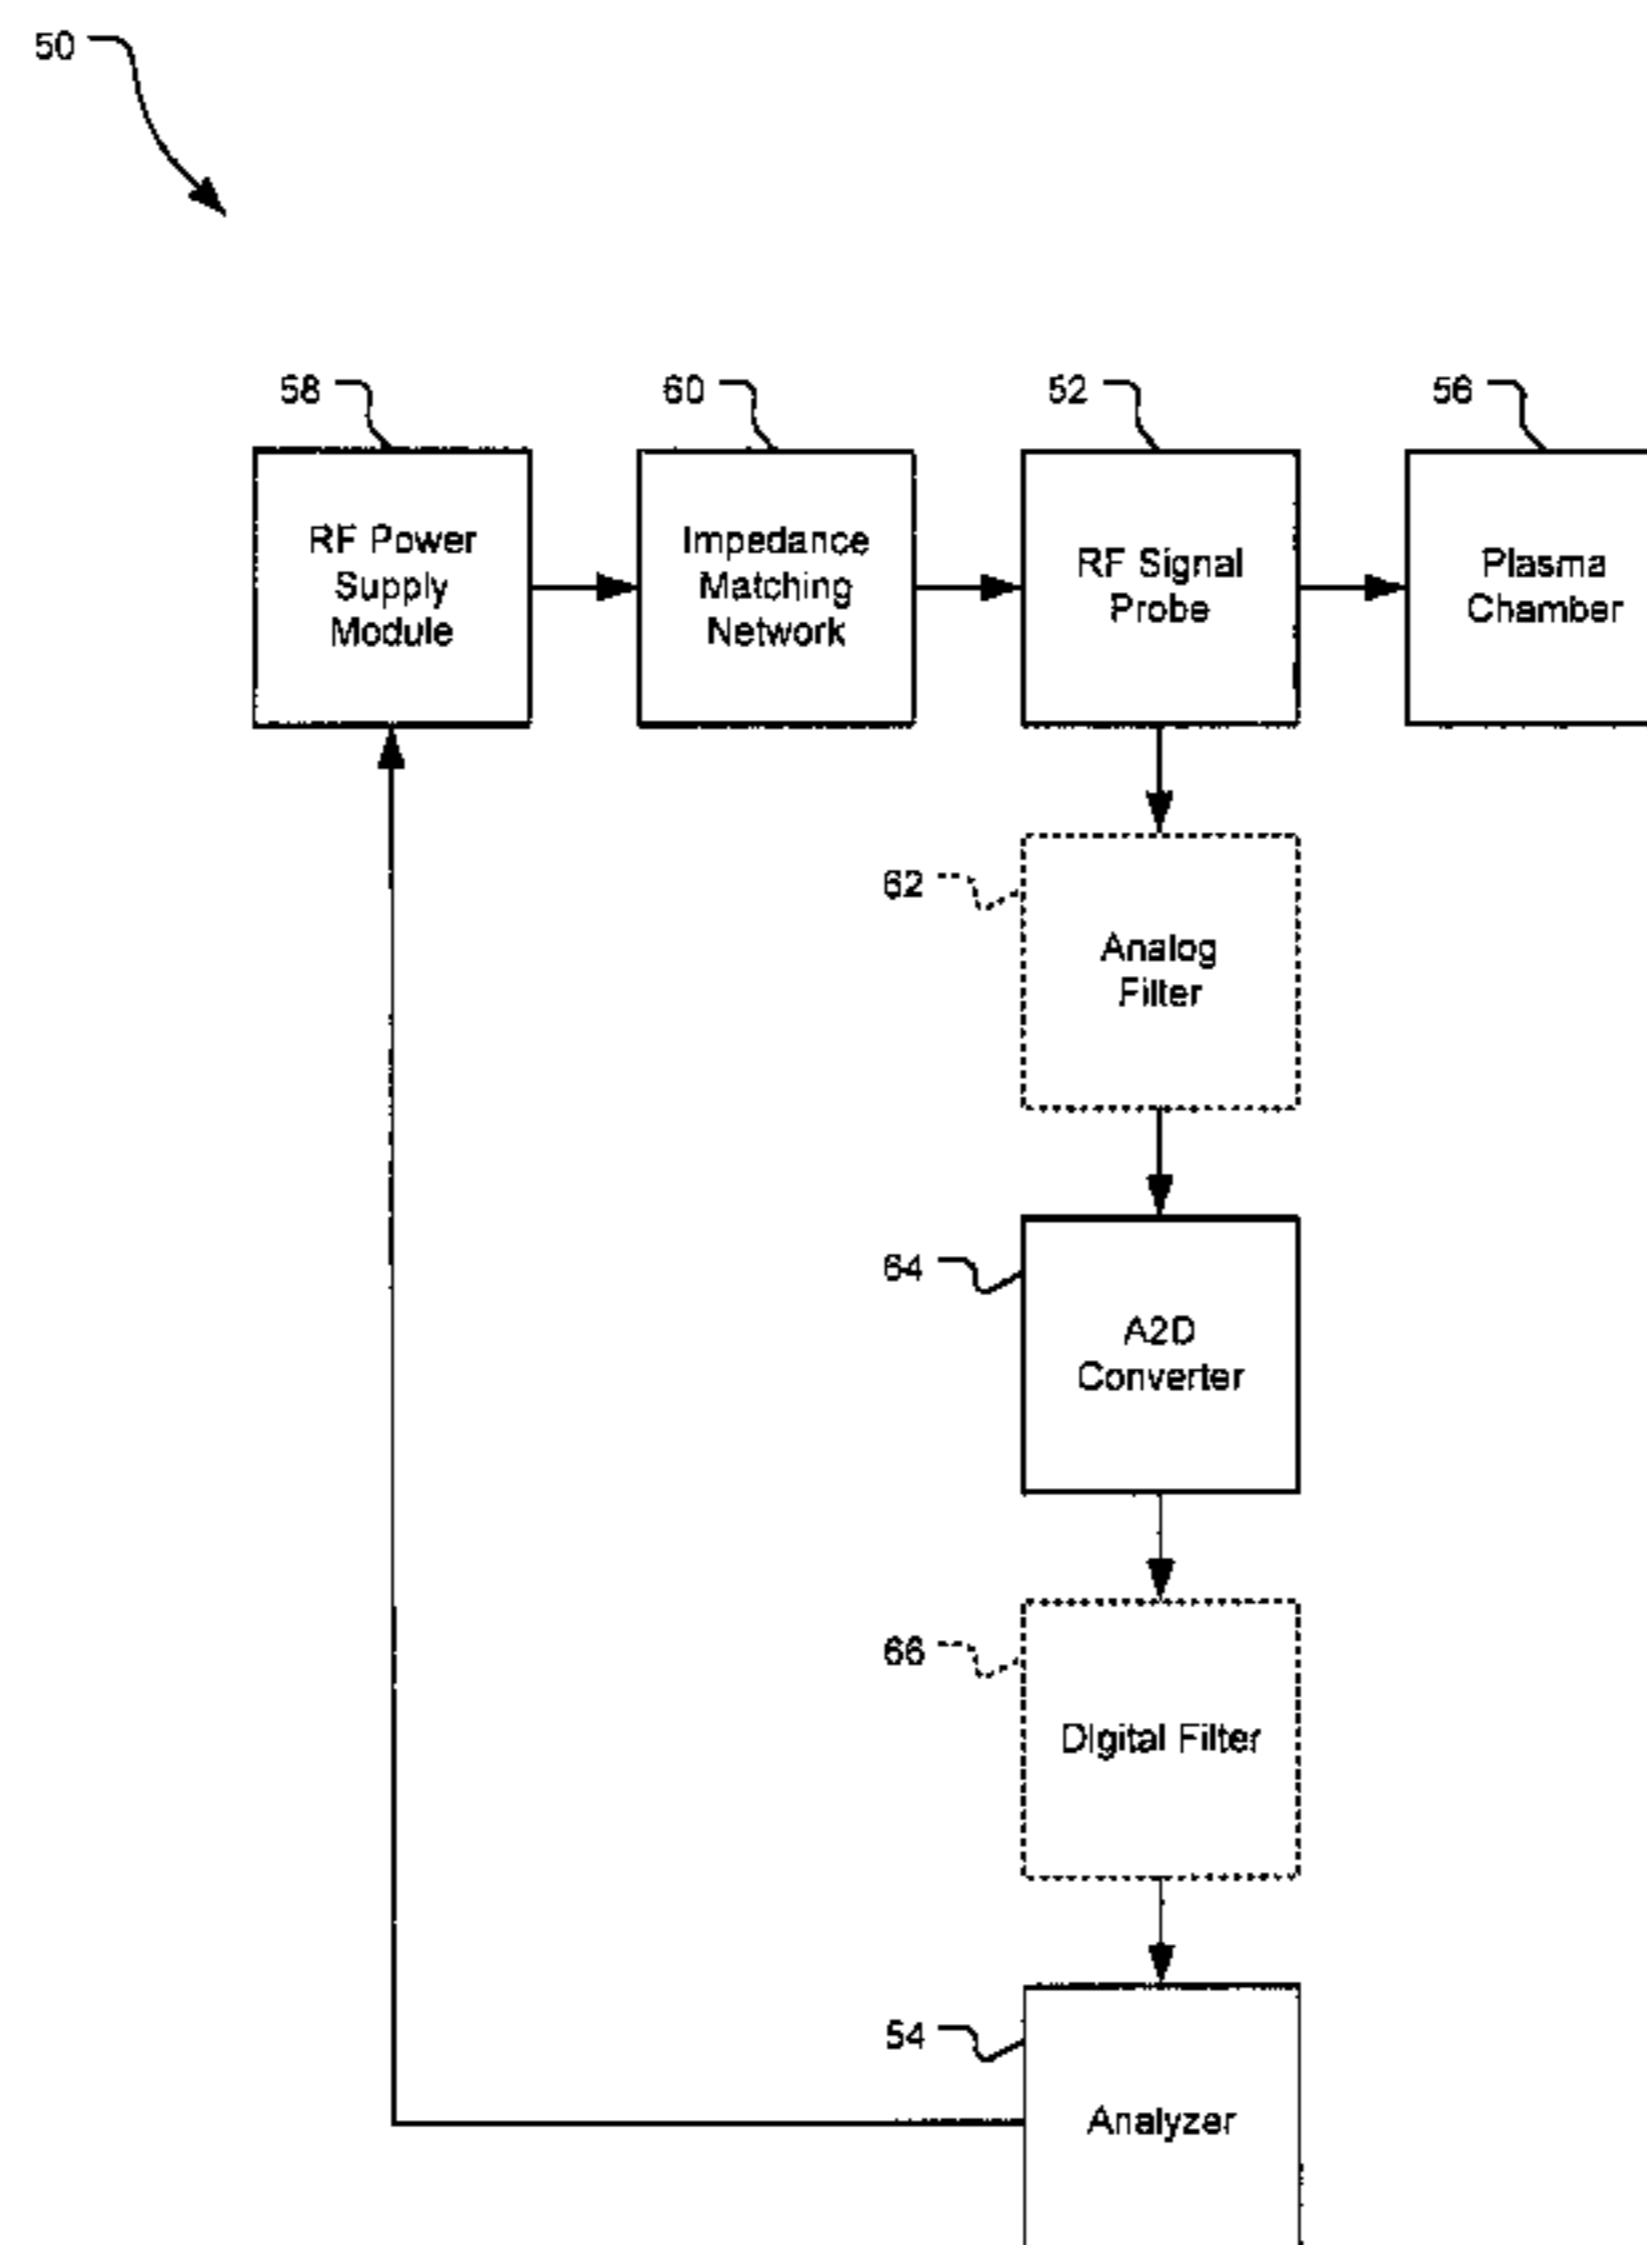 50
58
60
52
56
RF Power
Supply
Module
Impedance
Matching
Network
RF Signal
Probe
Plasma
Chamber
62
Analog
Filter
64
A2D
Converter
66
DIgital Filter
54
Analyzer